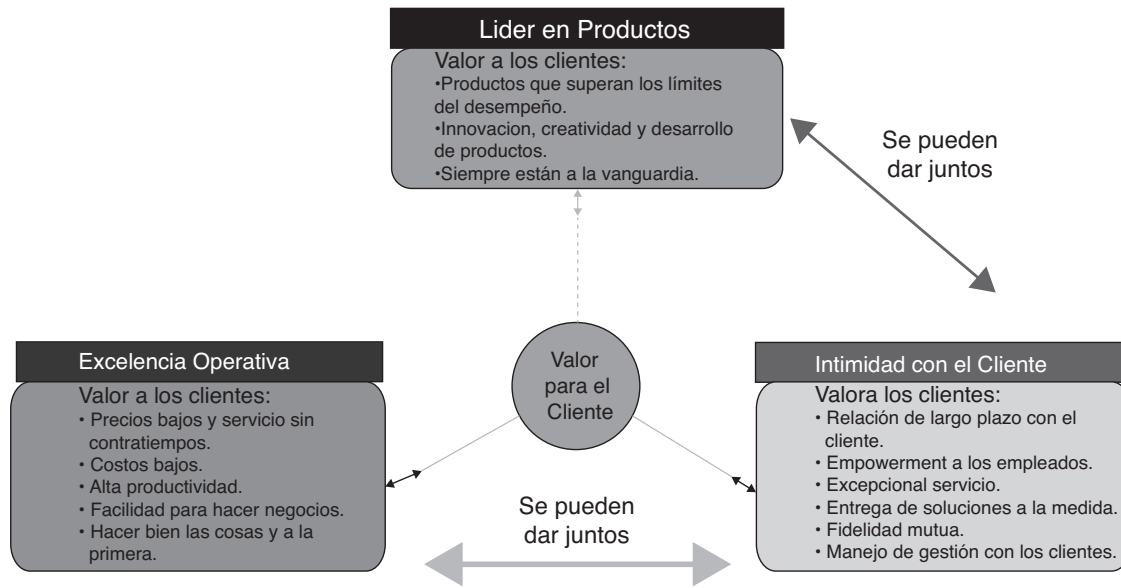 Lider en Productos
Valor a los clientes:
•Productos que superan los límites
del desempeño.
•Innovacion, creatividad y desarrollo
de productos.
•Siempre están a la vanguardia.
Se pueden
dar juntos
Excelencia Operativa
Valor a los clientes:
• Precios bajos y servicio sin
contratiempos.
• Costos bajos.
• Alta productividad.
• Facilidad para hacer negocios.
• Hacer bien las cosas y a la
primera.
Valor
para el
Cliente
Se pueden
dar juntos
Intimidad con el Cliente
Valora los clientes:
• Relación de largo plazo con el
cliente.
• Empowerment a los empleados.
• Excepcional servicio.
• Entrega de soluciones a la medida.
• Fidelidad mutua.
• Manejo de gestión con los clientes.